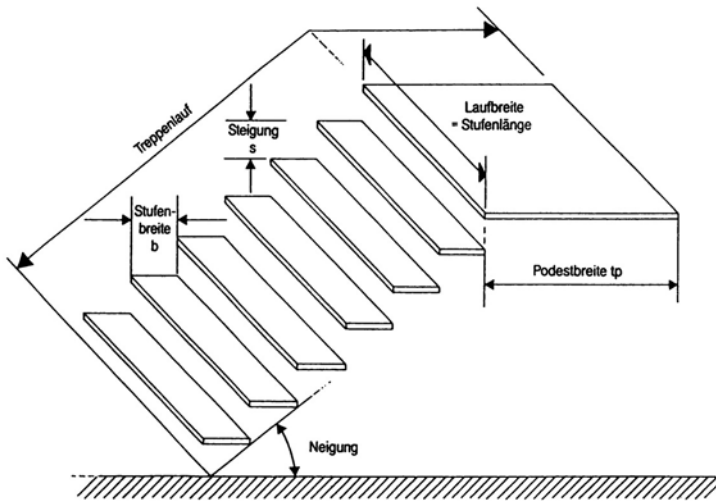 Treppenlauf
Laufbreite
= Stufenlänge
Steigung
s
Stufen-
breite
b
Podestbreite tp
Neigung